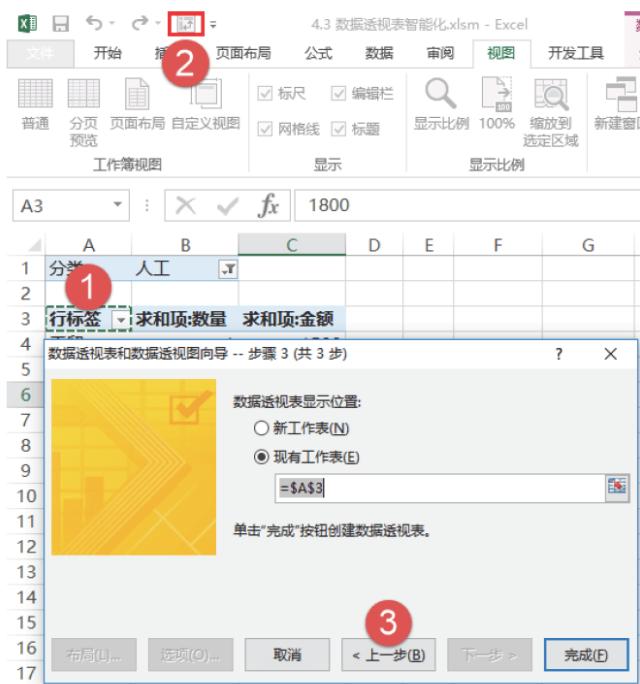 4.3 数据透视表智能化.xlsm - Excel
文件 开始 插 页面布局 公式 数据 审阅 视图 开发工具
2
普通 分页预览 页面布局 自定义视图
标尺 编辑栏
网格线 标题
显示比例 100% 缩放到选定区域 新建窗
工作簿视图 显示 显示比例
A3 fx 1800
A B C D E F G
1 分类 人工
1
2
3 行标签 求和项:数量 求和项:金额
4
数据透视表和数据透视图向导 -- 步骤 3 (共 3 步) ? ×
5
6
数据透视表显示位置:
7 新工作表(N)
8 现有工作表(E)
9
=$A$3
10
11
单击"完成"按钮创建数据透视表。
12
13
14
3
15
16
布局(L)... 选项(O)... 取消 < 上一步(B) 下一步 > 完成(F)
17